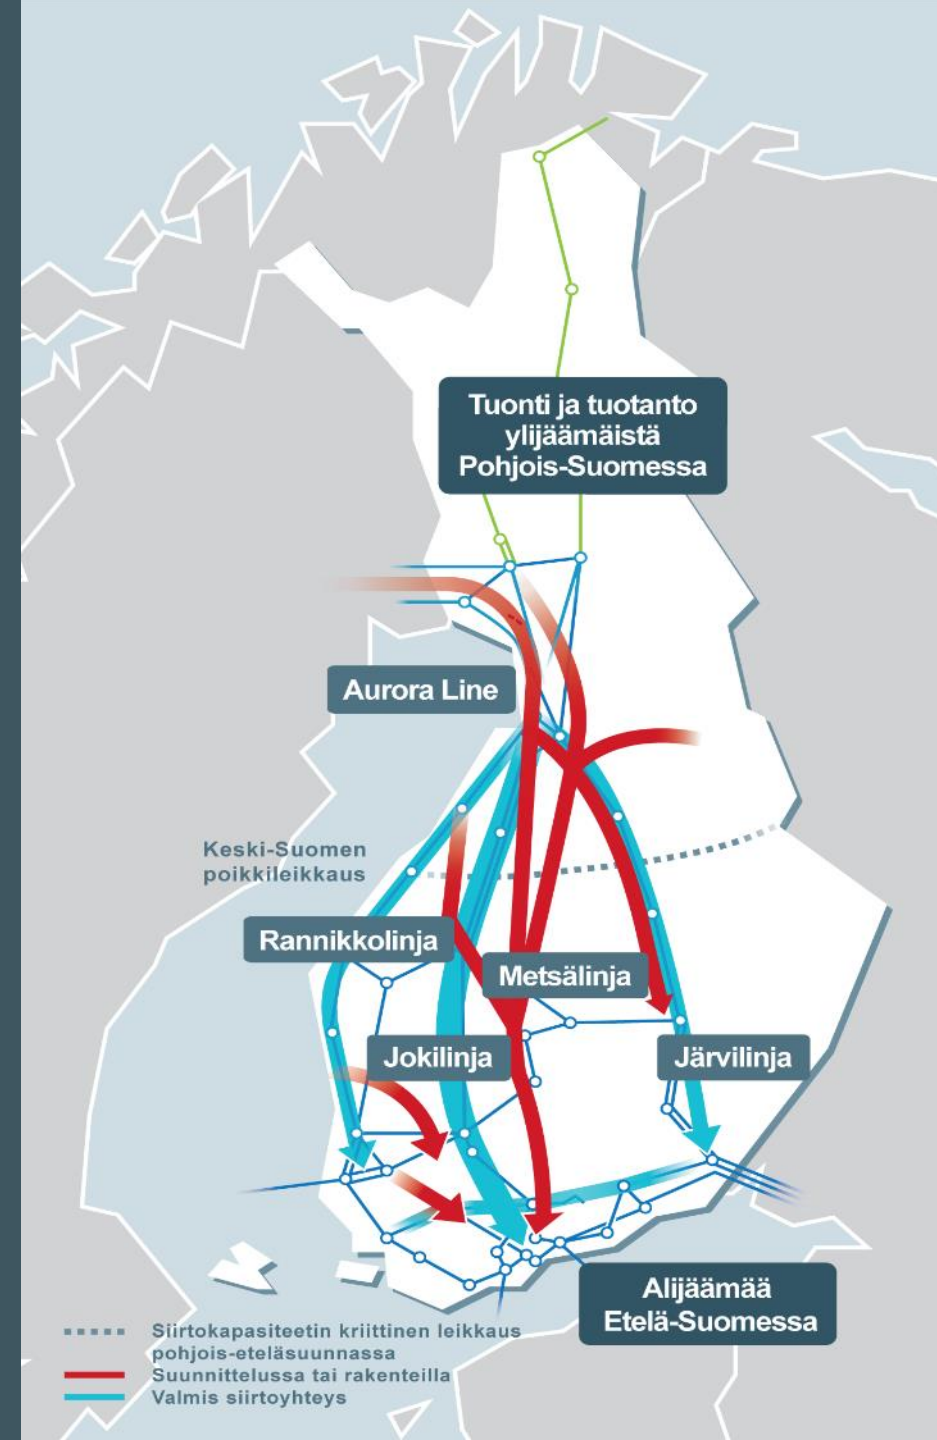 Tuonti ja tuotanto
ylijäämäistä
Pohjois-Suomessa
Aurora Line
Keski-Suomen
poikkileikkaus
Rannikkolinja
Metsälinja
Jokilinja
Järvilinja
Alijäämää
Etelä-Suomessa
Siirtokapasiteetin kriittinen leikkaus
pohjois-eteläsuunnassa
Suunnittelussa tai rakenteilla
Valmis siirtoyhteys